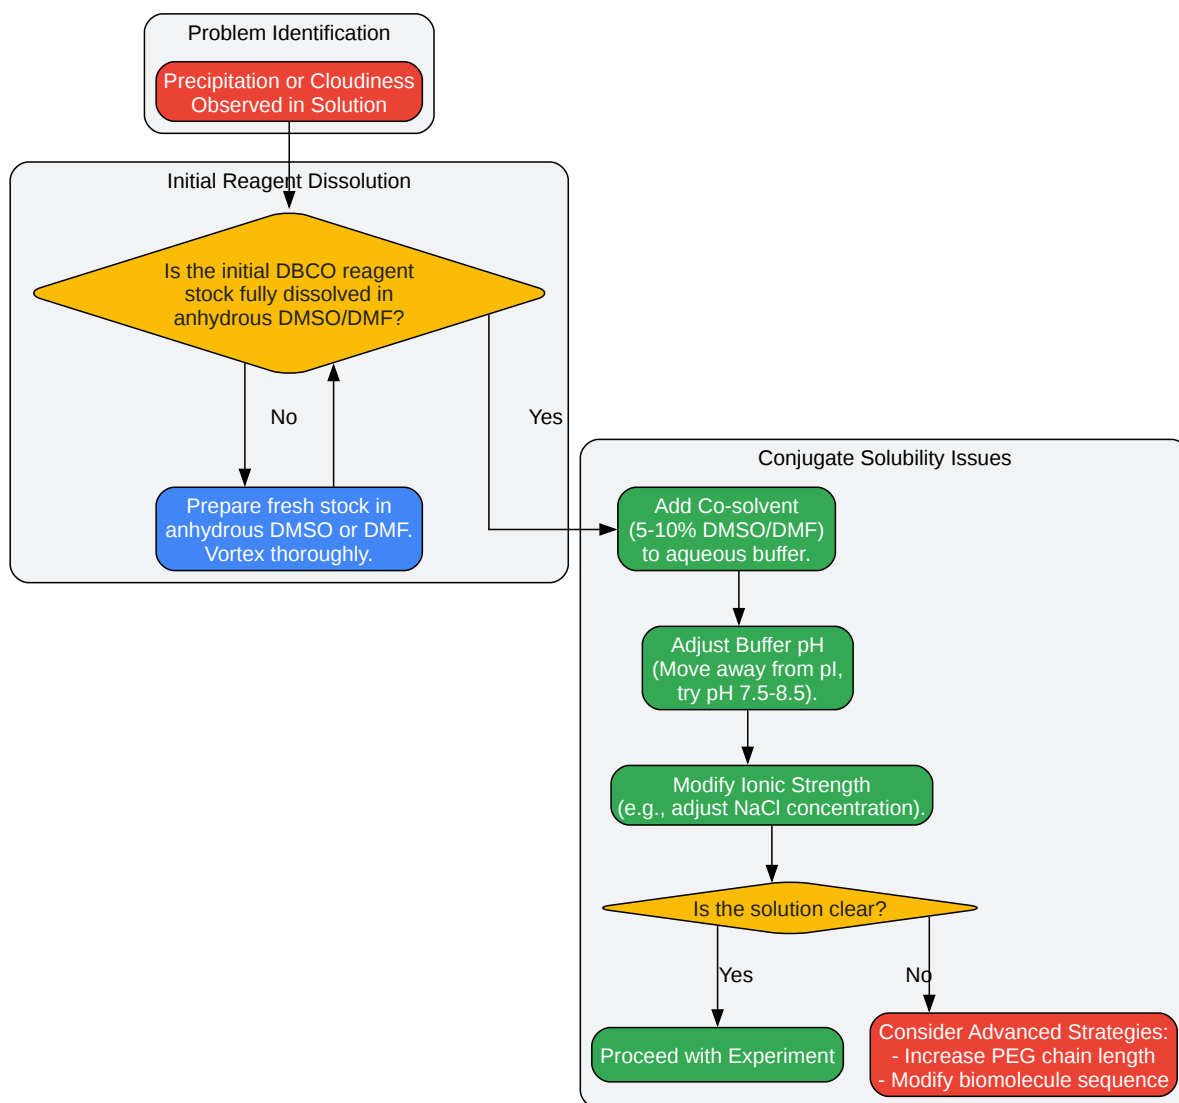 Problem Identification
Precipitation or Cloudiness
Observed in Solution
Initial Reagent Dissolution
Is the initial DBCO reagent
stock fully dissolved in
anhydrous DMSO/DMF?
No
Yes
Prepare fresh stock in
anhydrous DMSO or DMF.
Vortex thoroughly.
Conjugate Solubility Issues
Add Co-solvent
(5-10% DMSO/DMF)
to aqueous buffer.
Adjust Buffer pH
(Move away from pI,
try pH 7.5-8.5).
Modify Ionic Strength
(e.g., adjust NaCl concentration).
Is the solution clear?
Yes
No
Proceed with Experiment
Consider Advanced Strategies:
- Increase PEG chain length
- Modify biomolecule sequence